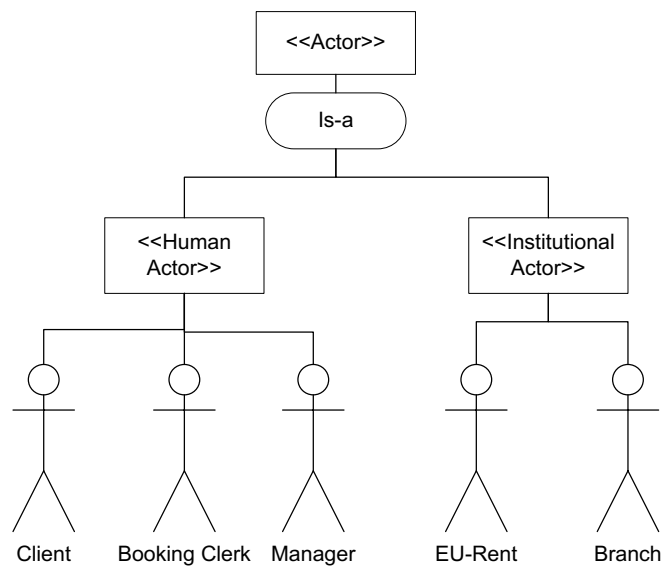 <<Actor>>
Is-a
<<Human
Actor>>
<<Institutional
Actor>>
Client
Booking Clerk
Manager
EU-Rent
Branch